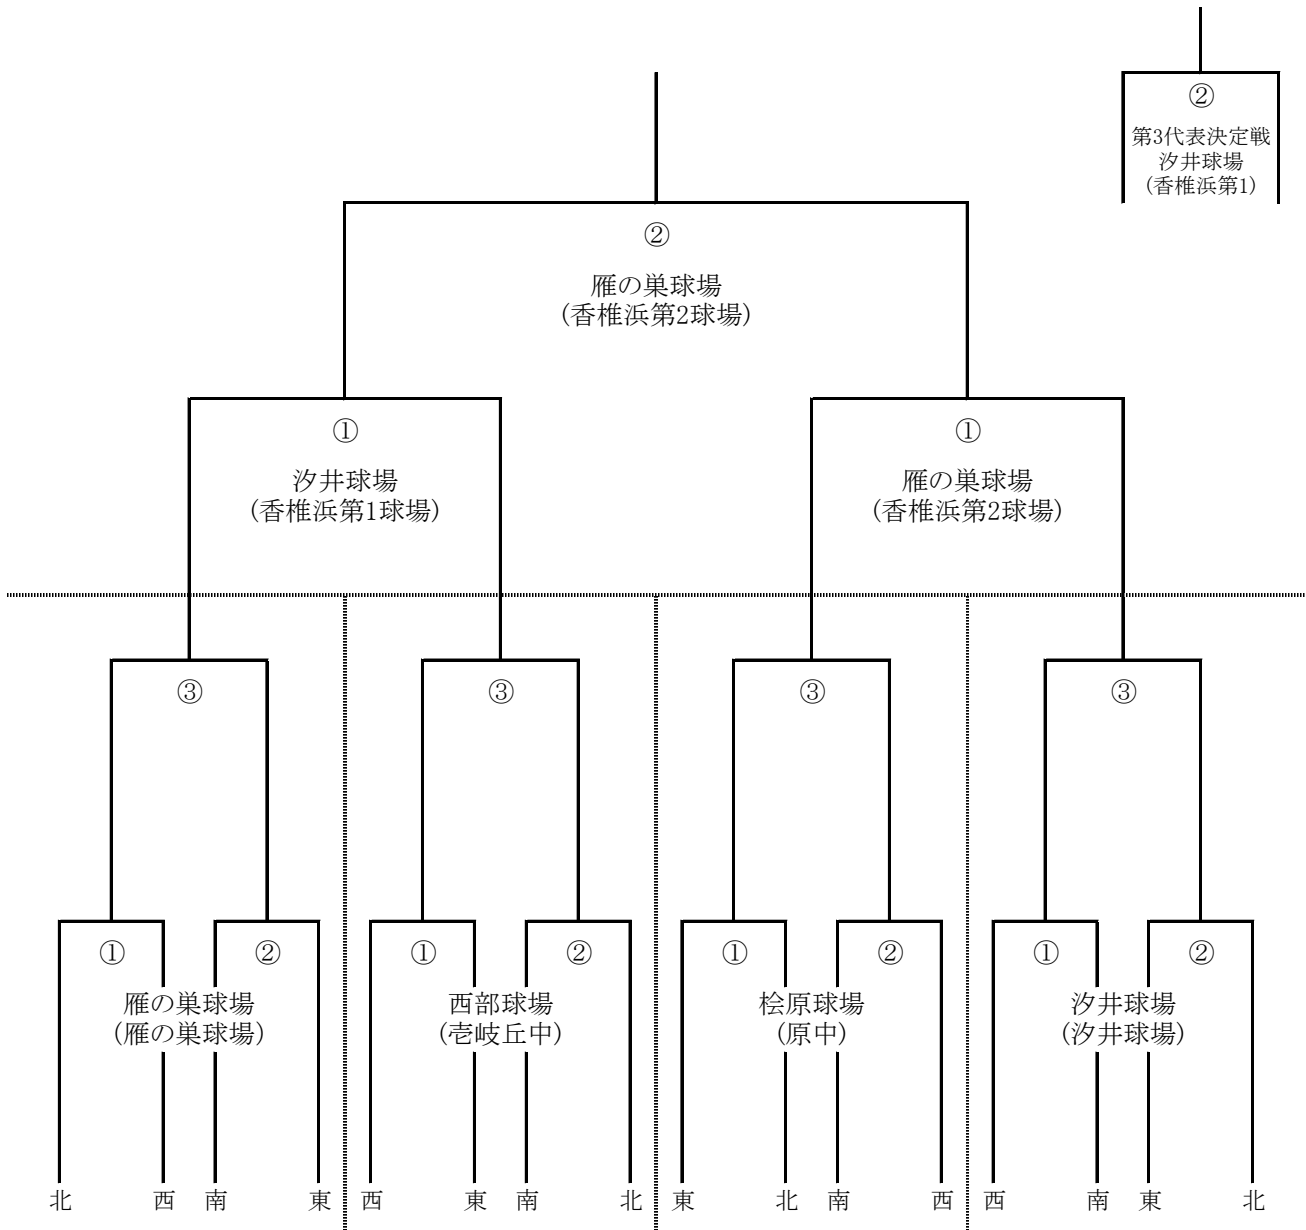 ②
第3代表決定戦
汐井球場
(香椎浜第1)
②
雁の巣球場
(香椎浜第2球場)
① ①
汐井球場 雁の巣球場
(香椎浜第1球場) (香椎浜第2球場)
③ ③ ③ ③
① ② ① ② ① ② ① ②
雁の巣球場 西部球場 桧原球場 汐井球場
(雁の巣球場) (壱岐丘中) (原中) (汐井球場)
北 西 南 東 西 東 南 北 東 北 南 西 西 南 東 北